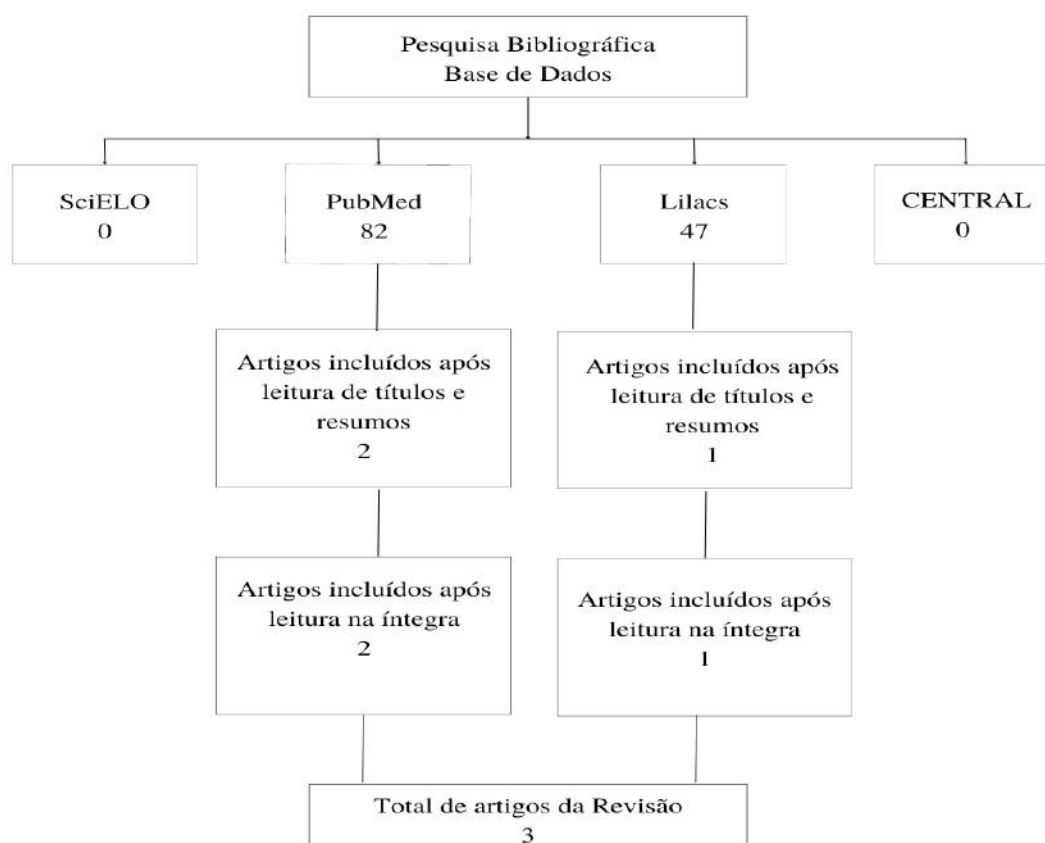 Pesquisa Bibliográfica
Base de Dados
SciELO
0
PubMed
82
Lilacs
47
CENTRAL
0
Artigos incluídos após
leitura de títulos e
resumos
2
Artigos incluídos após
leitura de títulos e
resumos
1
Artigos incluídos após
leitura na íntegra
2
Artigos incluídos após
leitura na íntegra
1
Total de artigos da Revisão
3